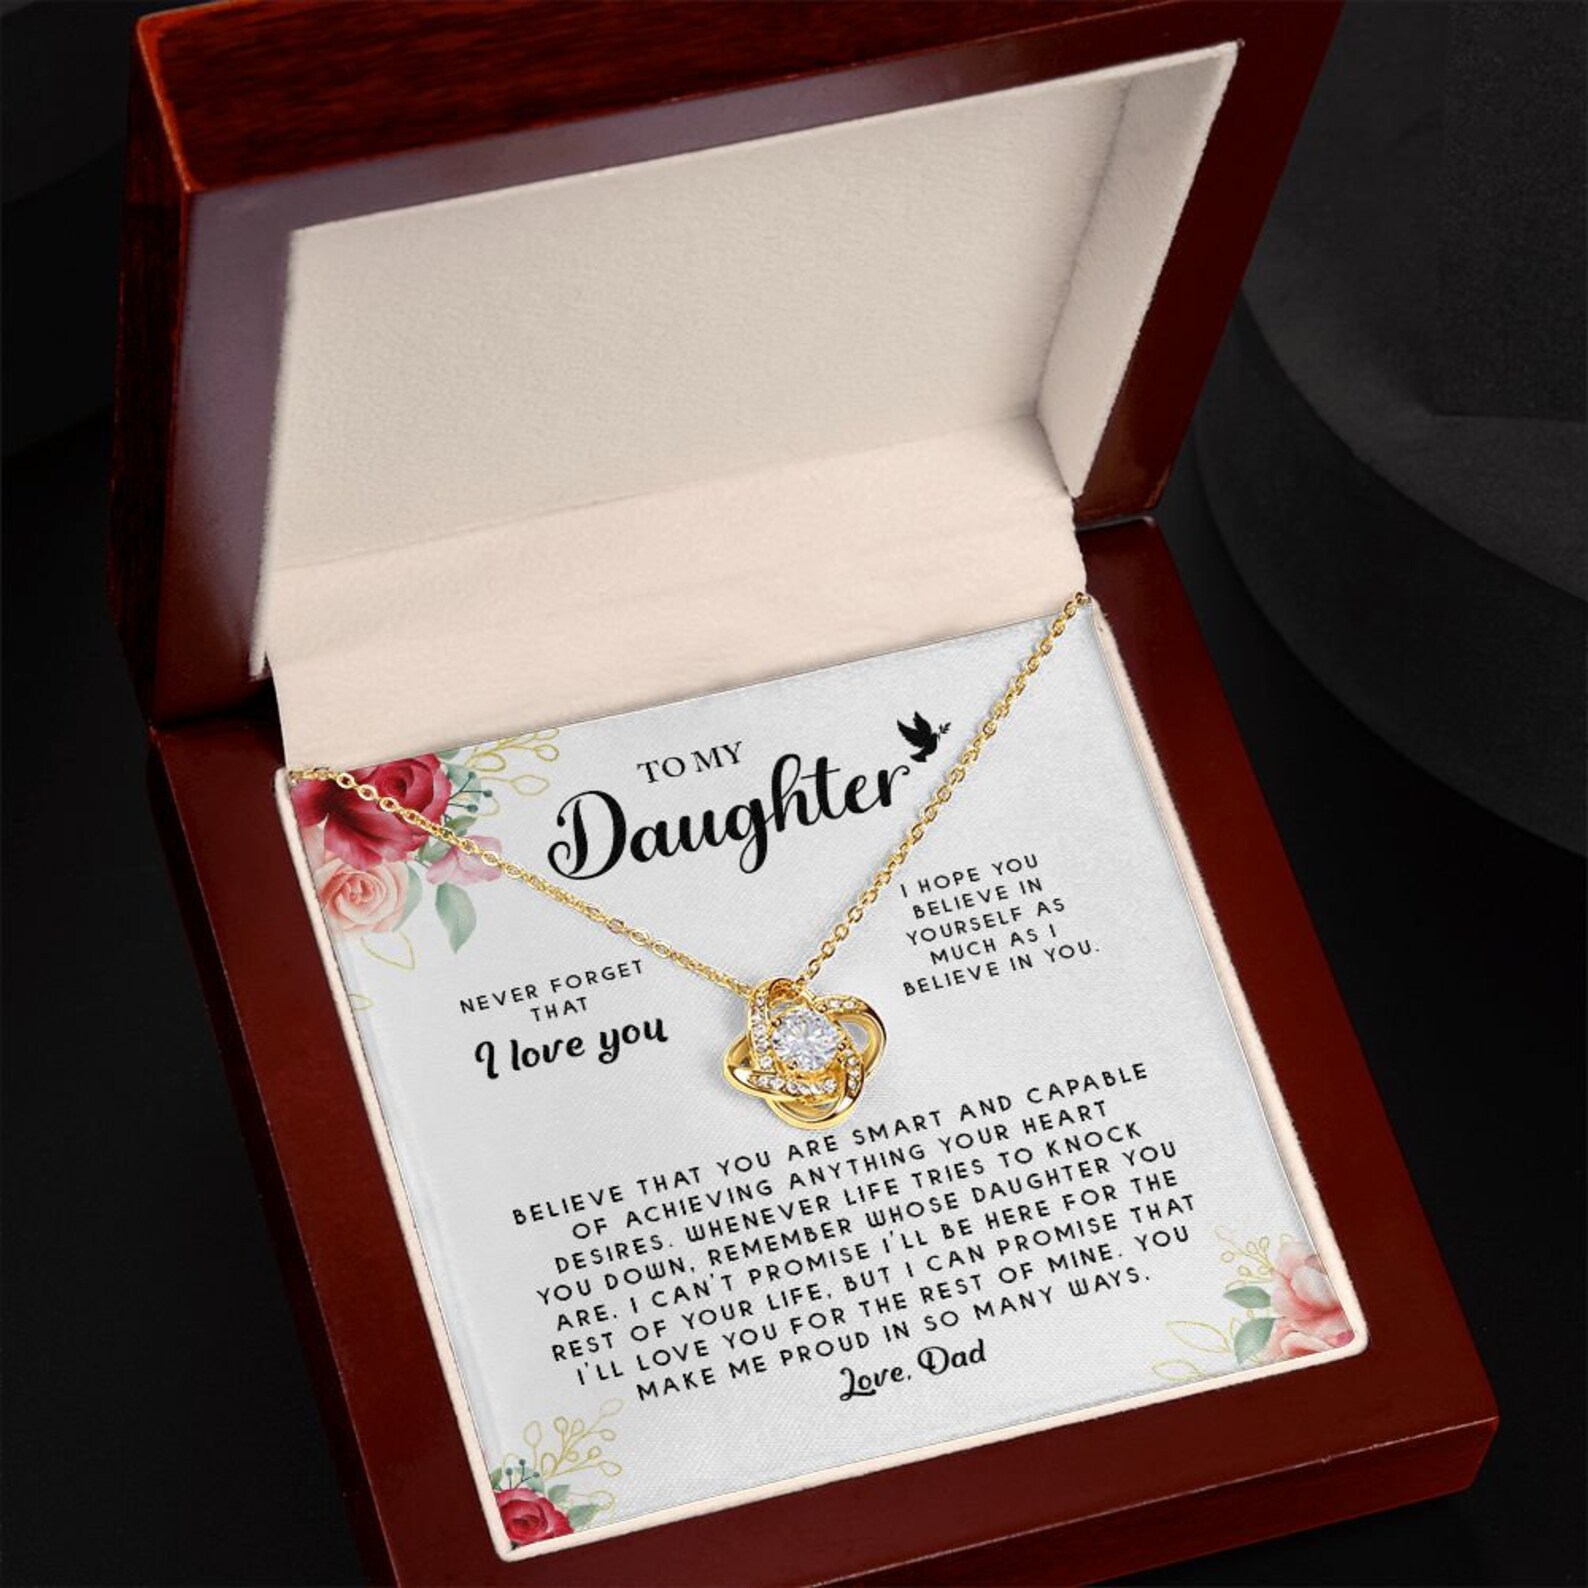 TO MY
Daughter
I HOPE YOU
BELIEVE IN
YOURSELF AS
MUCH AS I
BELIEVE IN YOU.
NEVER FORGET
THAT
I love you
BELIEVE THAT YOU ARE SMART AND CAPABLE
OF ACHIEVING ANYTHING YOUR HEART
DESIRES. WHENEVER LIFE TRIES TO KNOCK
YOU DOWN, REMEMBER WHOSE DAUGHTER YOU
ARE. I CAN'T PROMISE I'LL BE HERE FOR THE
REST OF YOUR LIFE, BUT I CAN PROMISE THAT
I'LL LOVE YOU FOR THE REST OF MINE. YOU
MAKE ME PROUD IN SO MANY WAYS.
Love, Dad